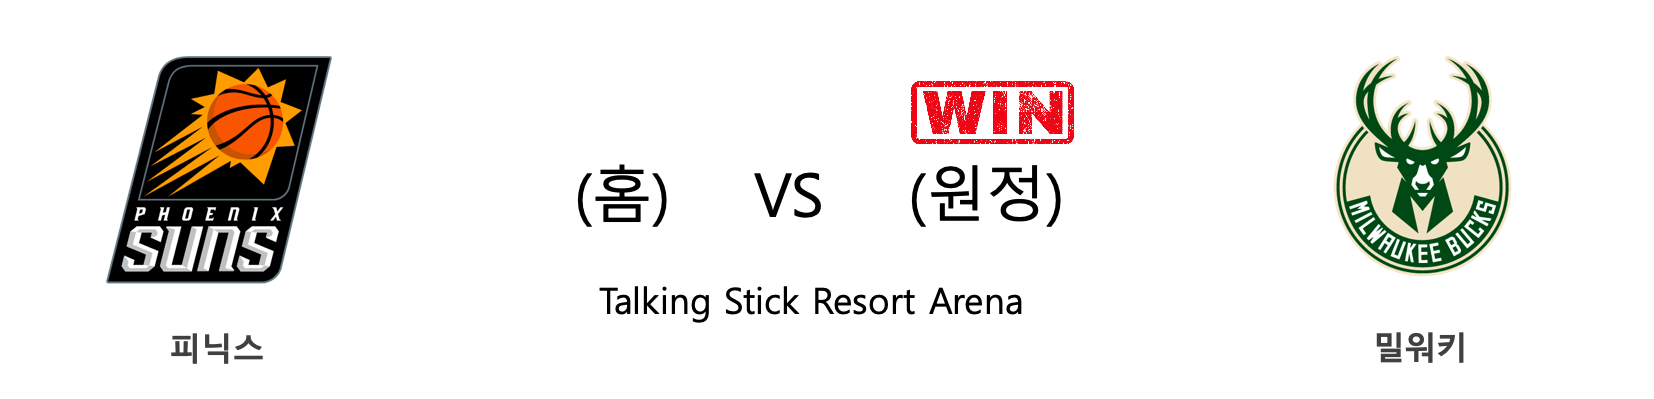 PHOENIX
SUNS
피닉스
WIN
(홈) VS (원정)
Talking Stick Resort Arena
MILWAUKEE BUCKS
밀워키